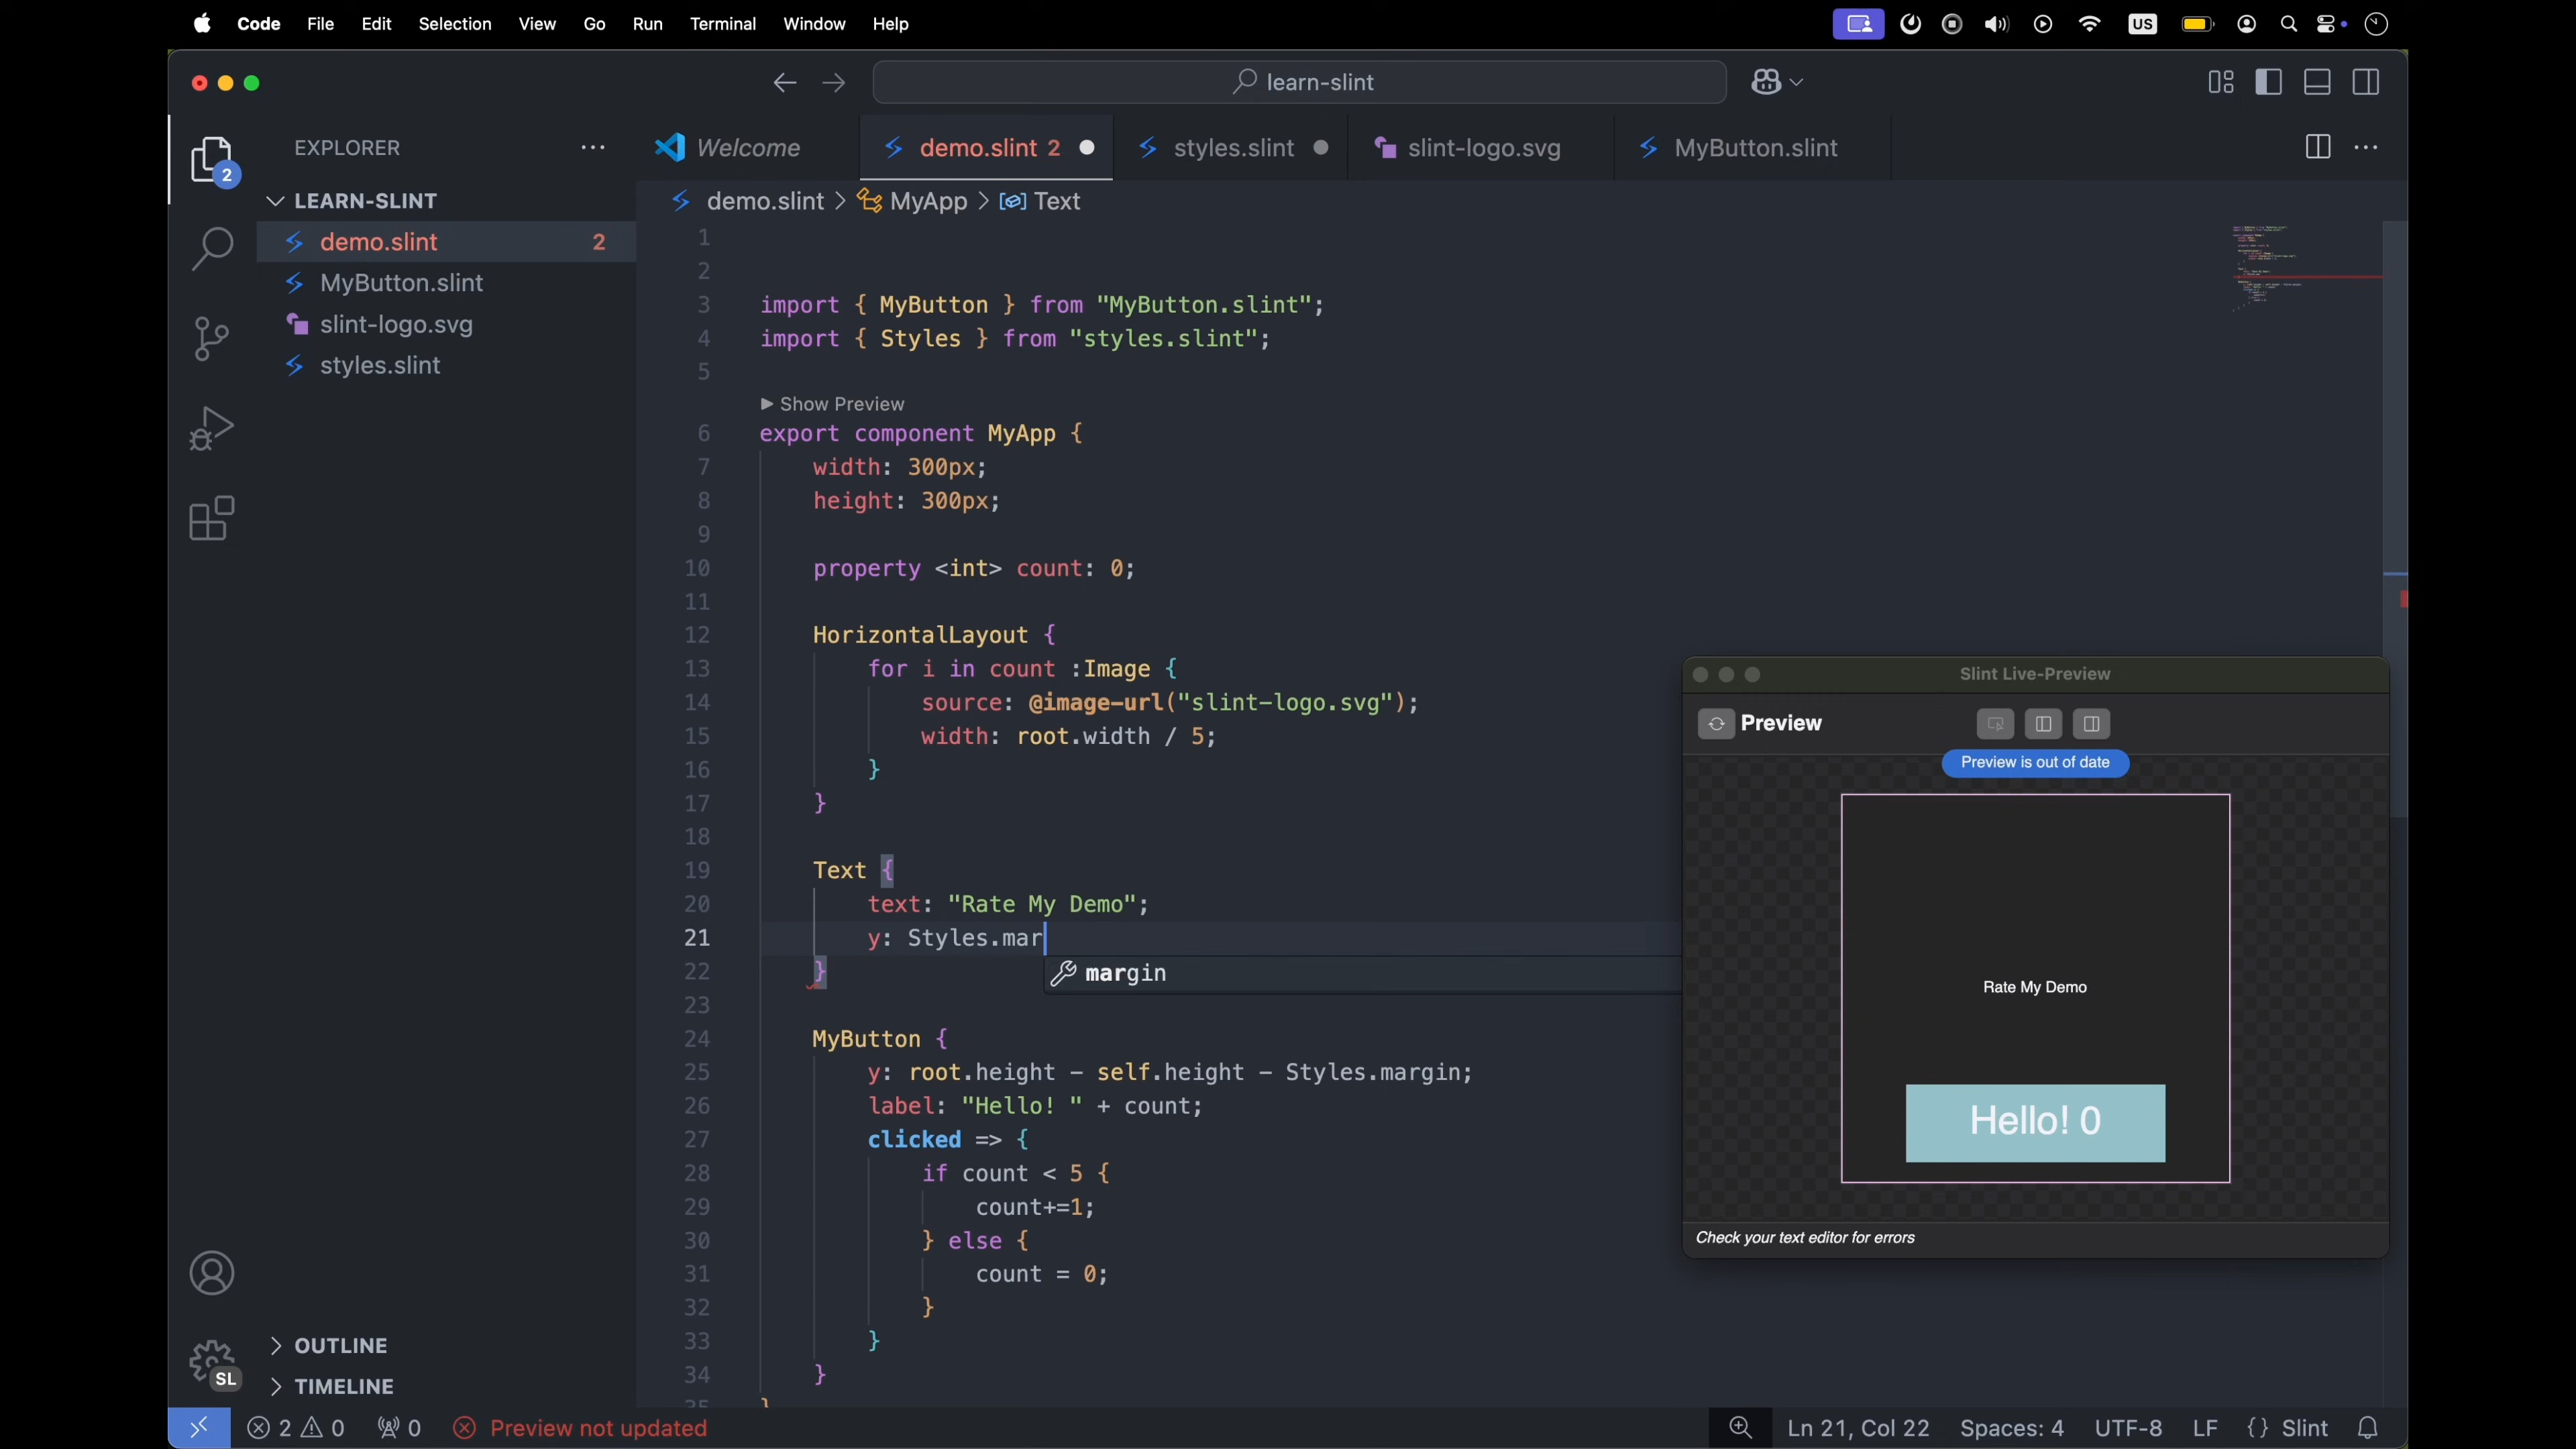 Code File Edit Selection View Go Run Terminal Window Help
US
learn-slint
EXPLORER
Welcome
demo.slint 2
styles.slint
slint-logo.svg
MyButton.slint
2
LEARN-SLINT
demo.slint 2
MyButton.slint
slint-logo.svg
styles.slint
demo.slint > MyApp > Text
1
2
3 import { MyButton } from "MyButton.slint";
4 import { Styles } from "styles.slint";
5
Show Preview
6 export component MyApp {
7 width: 300px;
8 height: 300px;
9
10 property <int> count: 0;
11
12 HorizontalLayout {
13 for i in count :Image {
14 source: @image-url("slint-logo.svg");
15 width: root.width / 5;
16 }
17 }
18
19 Text {
20 text: "Rate My Demo";
21 y: Styles.mar
margin
22 }
23
24 MyButton {
25 y: root.height - self.height - Styles.margin;
26 label: "Hello! " + count;
27 clicked => {
28 if count < 5 {
29 count+=1;
30 } else {
31 count = 0;
32 }
33 }
34 }
35 }
Slint Live-Preview
Preview
Preview is out of date
Rate My Demo
Hello! 0
Check your text editor for errors
OUTLINE
SL
TIMELINE
2 0 0 Preview not updated
Ln 21, Col 22 Spaces: 4 UTF-8 LF {} Slint